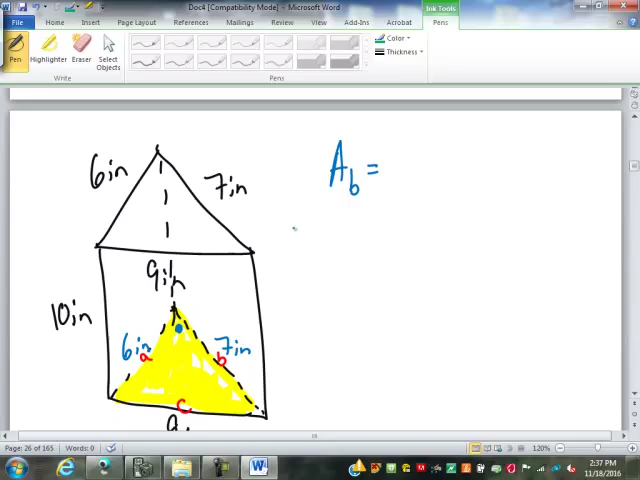 Doc4 [Compatibility Mode] - Microsoft Word
Ink Tools
File
Home
Insert
Page Layout
References
Mailings
Review
View
Add-Ins
Acrobat
Pens
Pen
Highlighter
Eraser
Select
Objects
Color
Thickness
Write
Pens
6in
7in
A_b =
9in
10in
6in
7in
a
b
c
Page: 26 of 165
Words: 0
120%
2:37 PM
11/18/2016